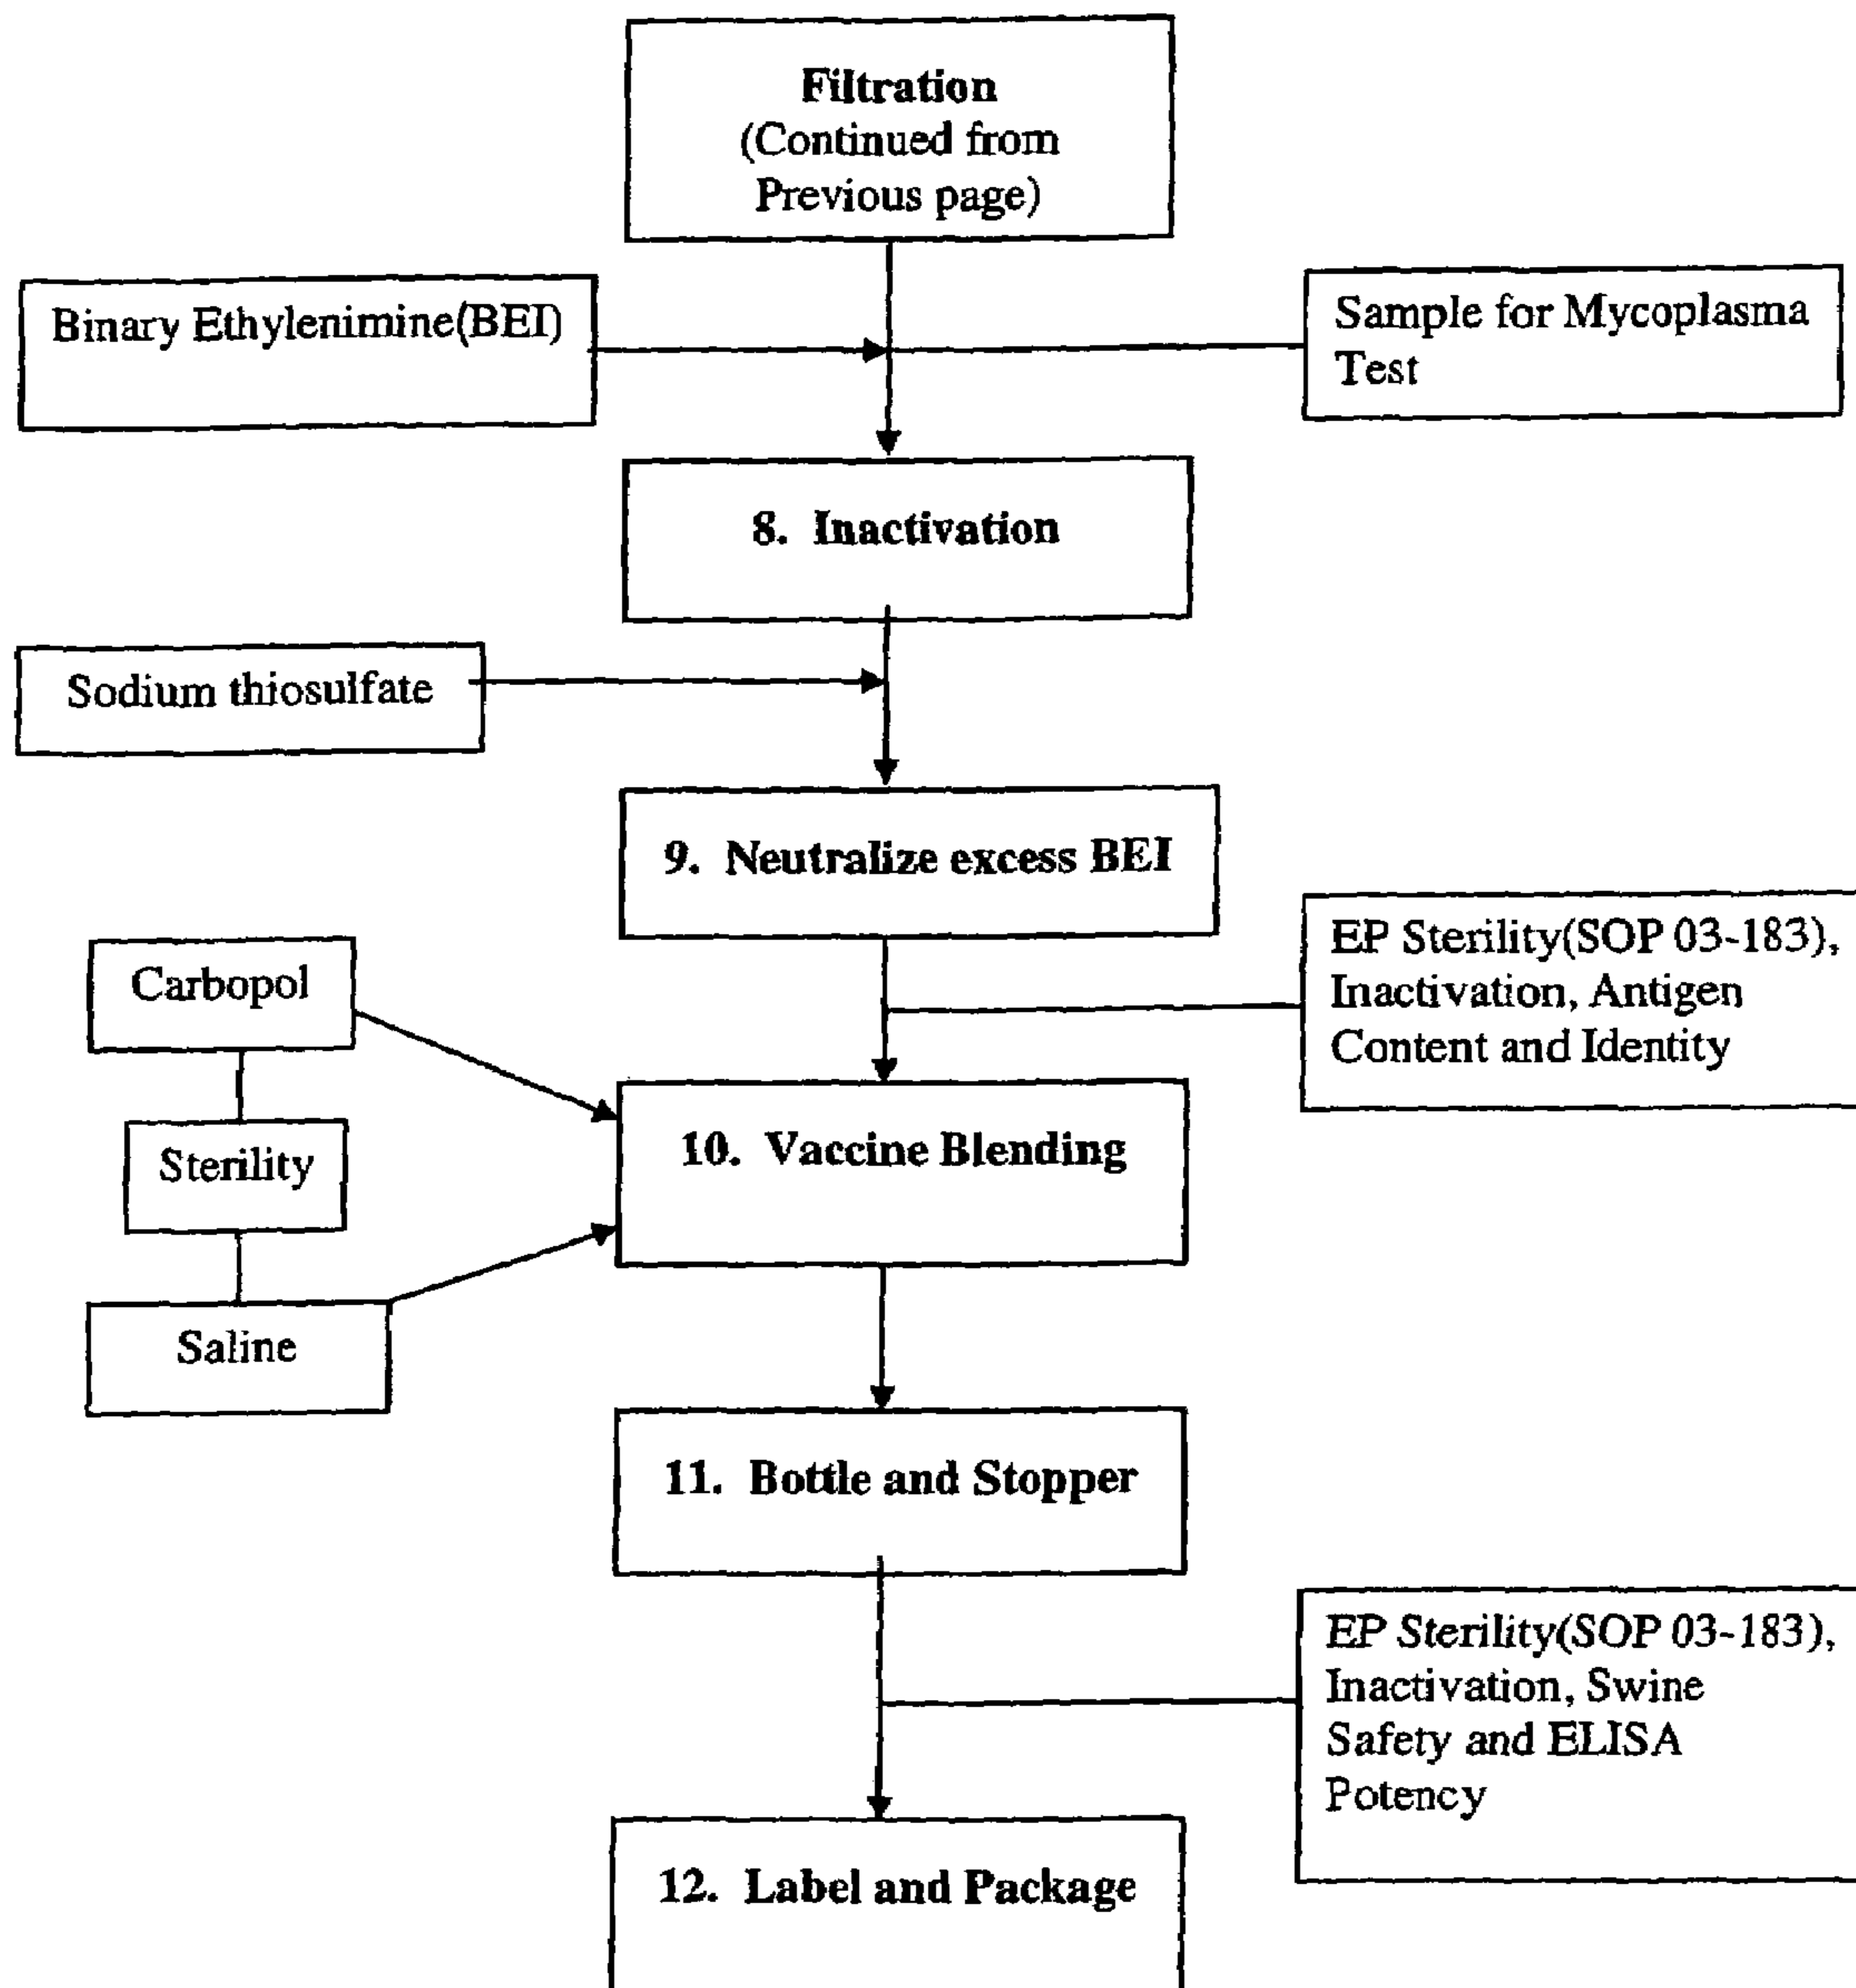 Filtration
(Continued from
Previous page)
Binary Ethylenimine(BEI)
Sample for Mycoplasma
Test
8. Inactivation
Sodium thiosulfate
9. Neutralize excess BEI
EP Sterility(SOP 03-183),
Inactivation, Antigen
Content and Identity
Carbopol
Sterility
10. Vaccine Blending
Saline
11. Bottle and Stopper
EP Sterility(SOP 03-183),
Inactivation, Swine
Safety and ELISA
Potency
12. Label and Package